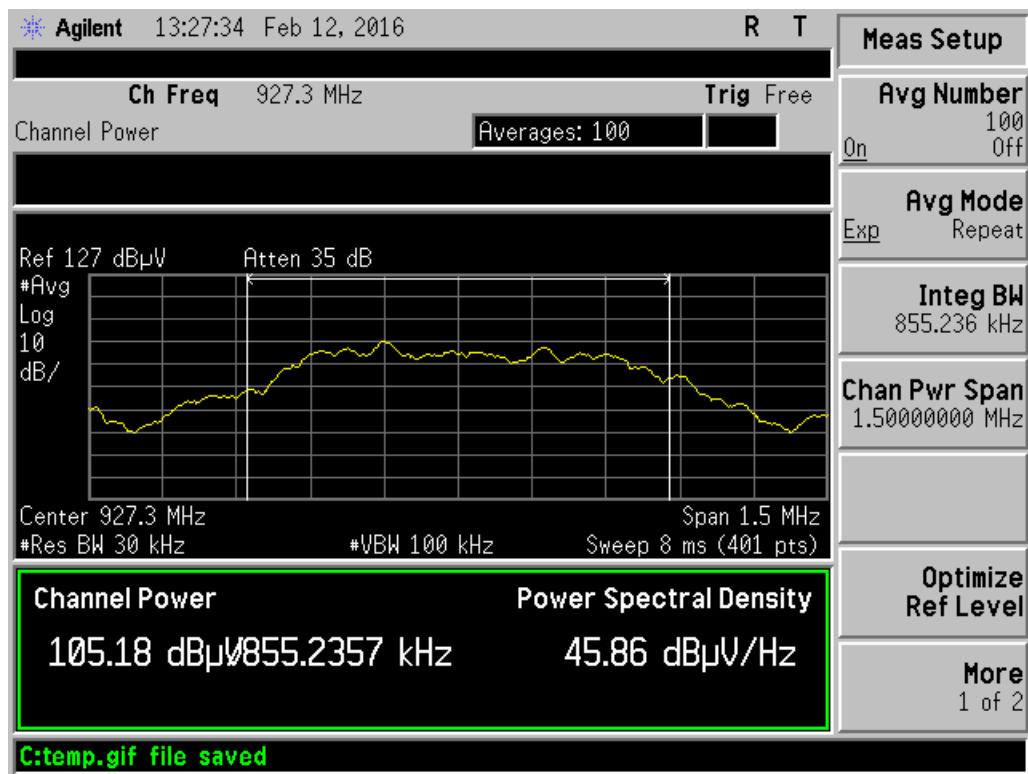 Agilent 13:27:34 Feb 12, 2016 R T
Ch Freq 927.3 MHz Trig Free
Channel Power Averages: 100
Ref 127 dBµV Atten 35 dB
#Avg
Log
10
dB/
Center 927.3 MHz Span 1.5 MHz
#Res BW 30 kHz #VBW 100 kHz Sweep 8 ms (401 pts)
Channel Power Power Spectral Density
105.18 dBµV/855.2357 kHz 45.86 dBµV/Hz
C:temp.gif file saved
Meas Setup
Avg Number
100
On Off
Avg Mode
Exp Repeat
Integ BW
855.236 kHz
Chan Pwr Span
1.50000000 MHz
Optimize
Ref Level
More
1 of 2